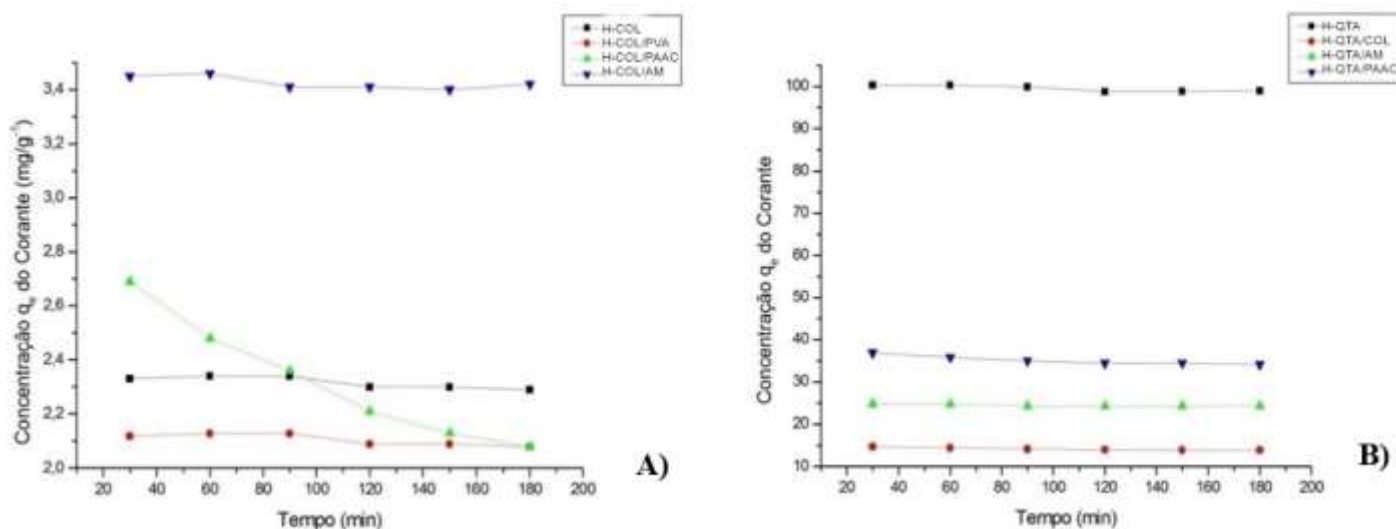 H-COL
H-COL/PVA
H-COL/PAAC
H-COL/AM
Concentração qe do Corante (mg/g⁻¹)
3,4
3,2
3,0
2,8
2,6
2,4
2,2
2,0
20 40 60 80 100 120 140 160 180 200
Tempo (min)
A)
H-QTA
H-QTA/COL
H-QTA/AM
H-QTA/PAAC
Concentração qe do Corante
100
90
80
70
60
50
40
30
20
10
20 40 60 80 100 120 140 160 180 200
Tempo (min)
B)